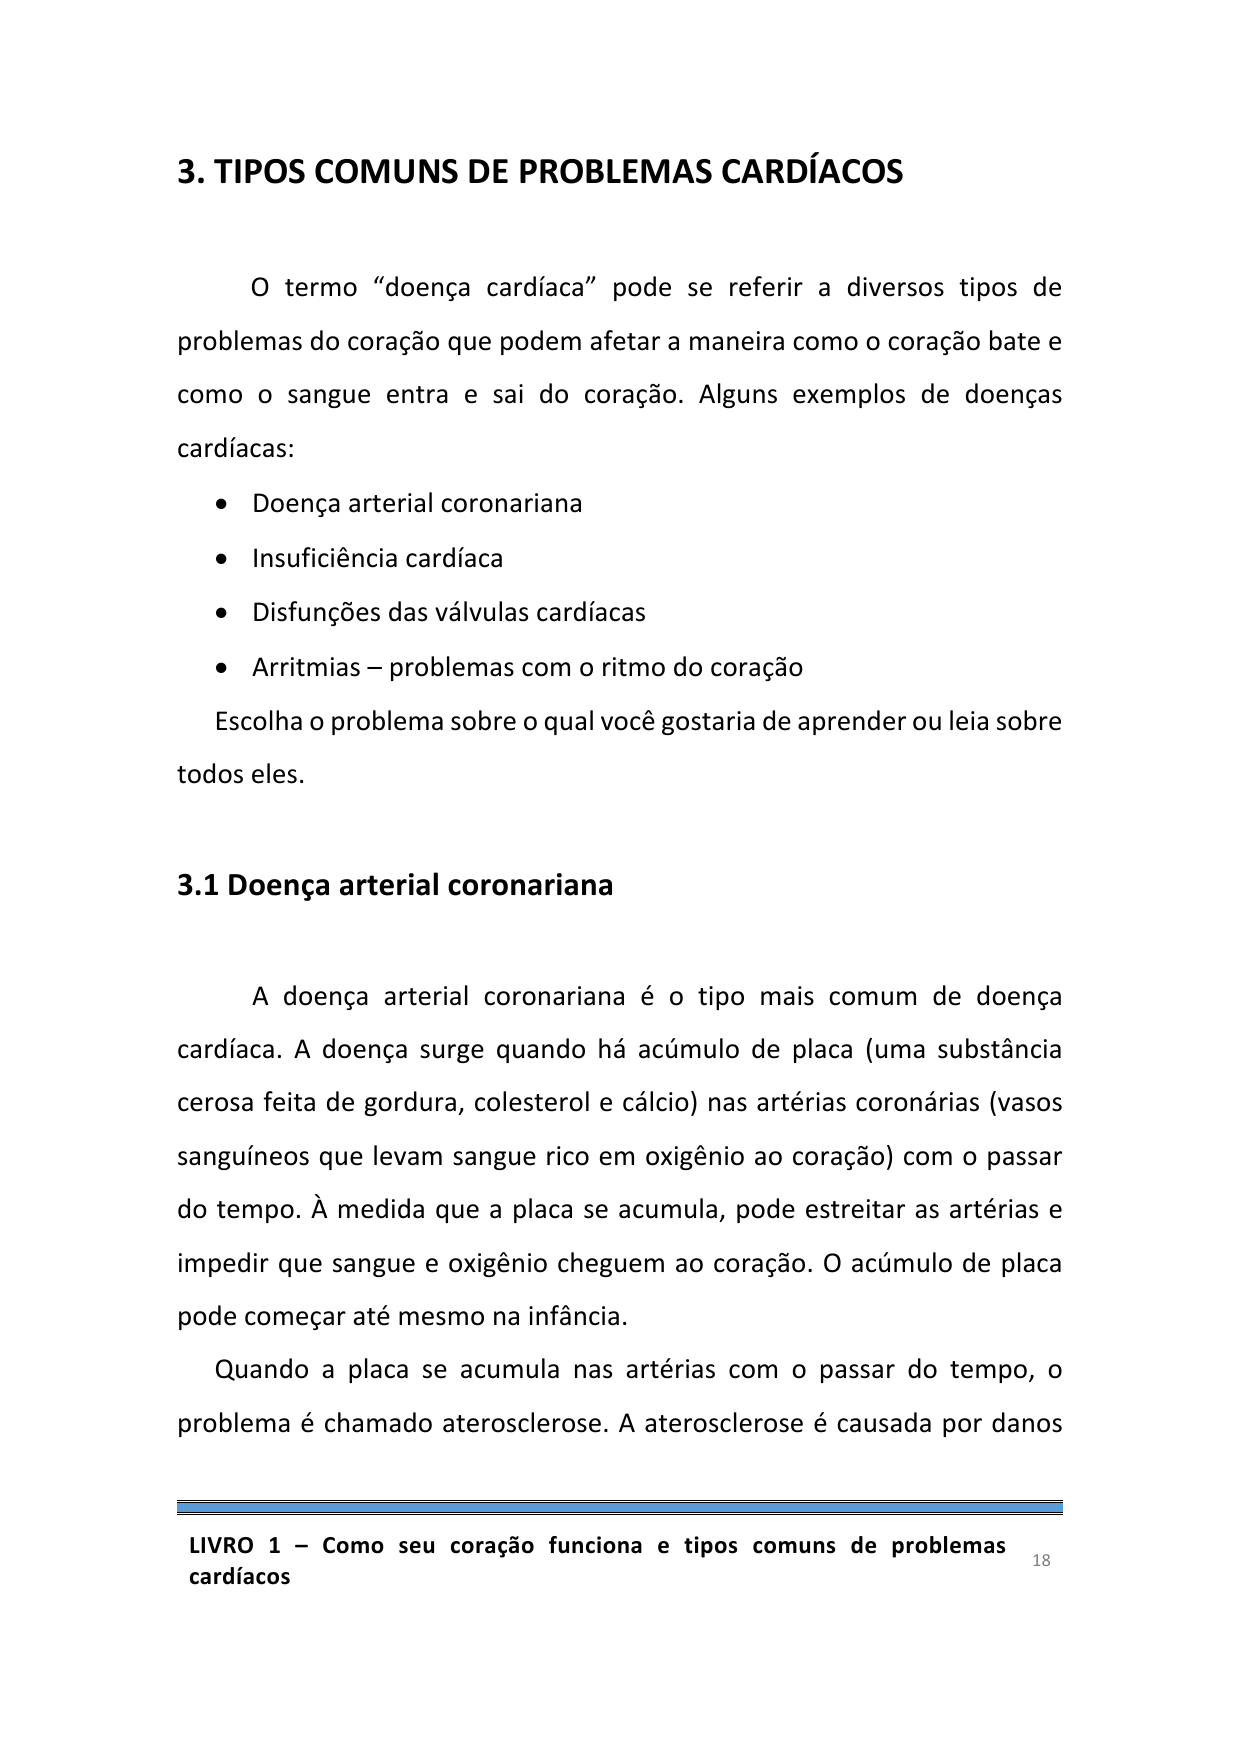 3. TIPOS COMUNS DE PROBLEMAS CARDÍACOS
O termo “doença cardíaca” pode se referir a diversos tipos de
problemas do coração que podem afetar a maneira como o coração bate e
como o sangue entra e sai do coração. Alguns exemplos de doenças
cardíacas:
• Doença arterial coronariana
• Insuficiência cardíaca
• Disfunções das válvulas cardíacas
• Arritmias – problemas com o ritmo do coração
Escolha o problema sobre o qual você gostaria de aprender ou leia sobre
todos eles.
3.1 Doença arterial coronariana
A doença arterial coronariana é o tipo mais comum de doença
cardíaca. A doença surge quando há acúmulo de placa (uma substância
cerosa feita de gordura, colesterol e cálcio) nas artérias coronárias (vasos
sanguíneos que levam sangue rico em oxigênio ao coração) com o passar
do tempo. À medida que a placa se acumula, pode estreitar as artérias e
impedir que sangue e oxigênio cheguem ao coração. O acúmulo de placa
pode começar até mesmo na infância.
Quando a placa se acumula nas artérias com o passar do tempo, o
problema é chamado aterosclerose. A aterosclerose é causada por danos
LIVRO 1 – Como seu coração funciona e tipos comuns de problemas
cardíacos
18